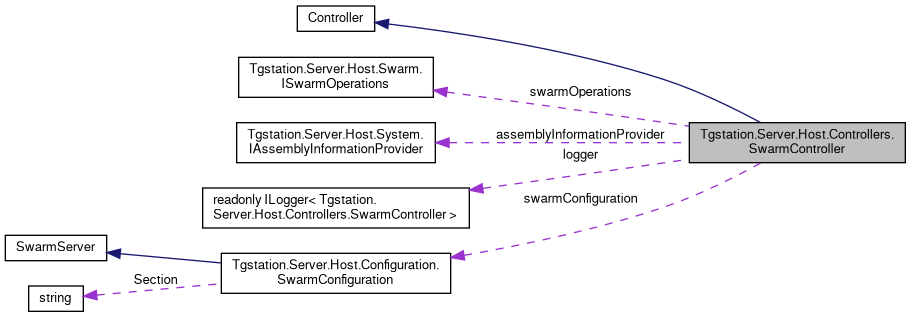 Controller
Tgstation.Server.Host.Swarm.
ISwarmOperations
swarmOperations
Tgstation.Server.Host.Controllers.
SwarmController
Tgstation.Server.Host.System.
IAssemblyInformationProvider
assemblyInformationProvider
logger
readonly ILogger< Tgstation.
Server.Host.Controllers.SwarmController >
swarmConfiguration
SwarmServer
Tgstation.Server.Host.Configuration.
SwarmConfiguration
Section
string